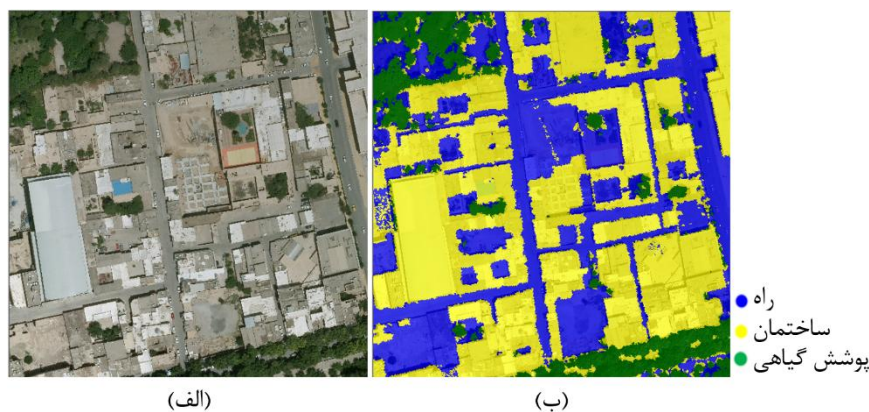 راه
ساختمان
پوشش گیاهی
(الف)
(ب)